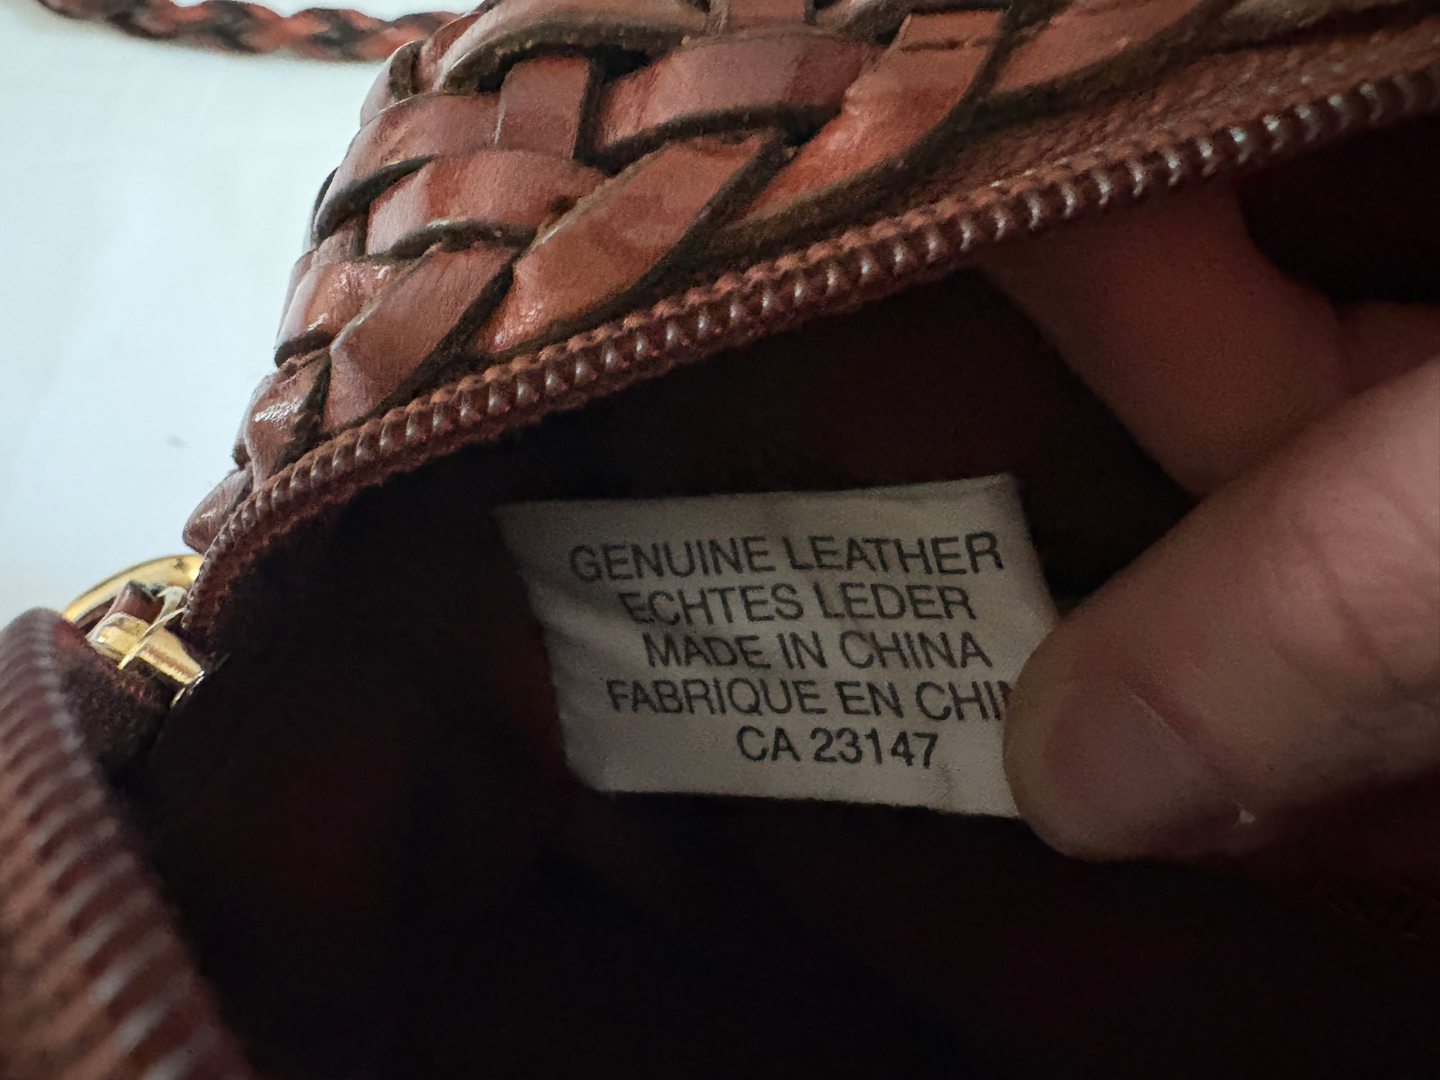 GENUINE LEATHER
ECHTES LEDER
MADE IN CHINA
FABRIQUE EN CHIN
CA 23147